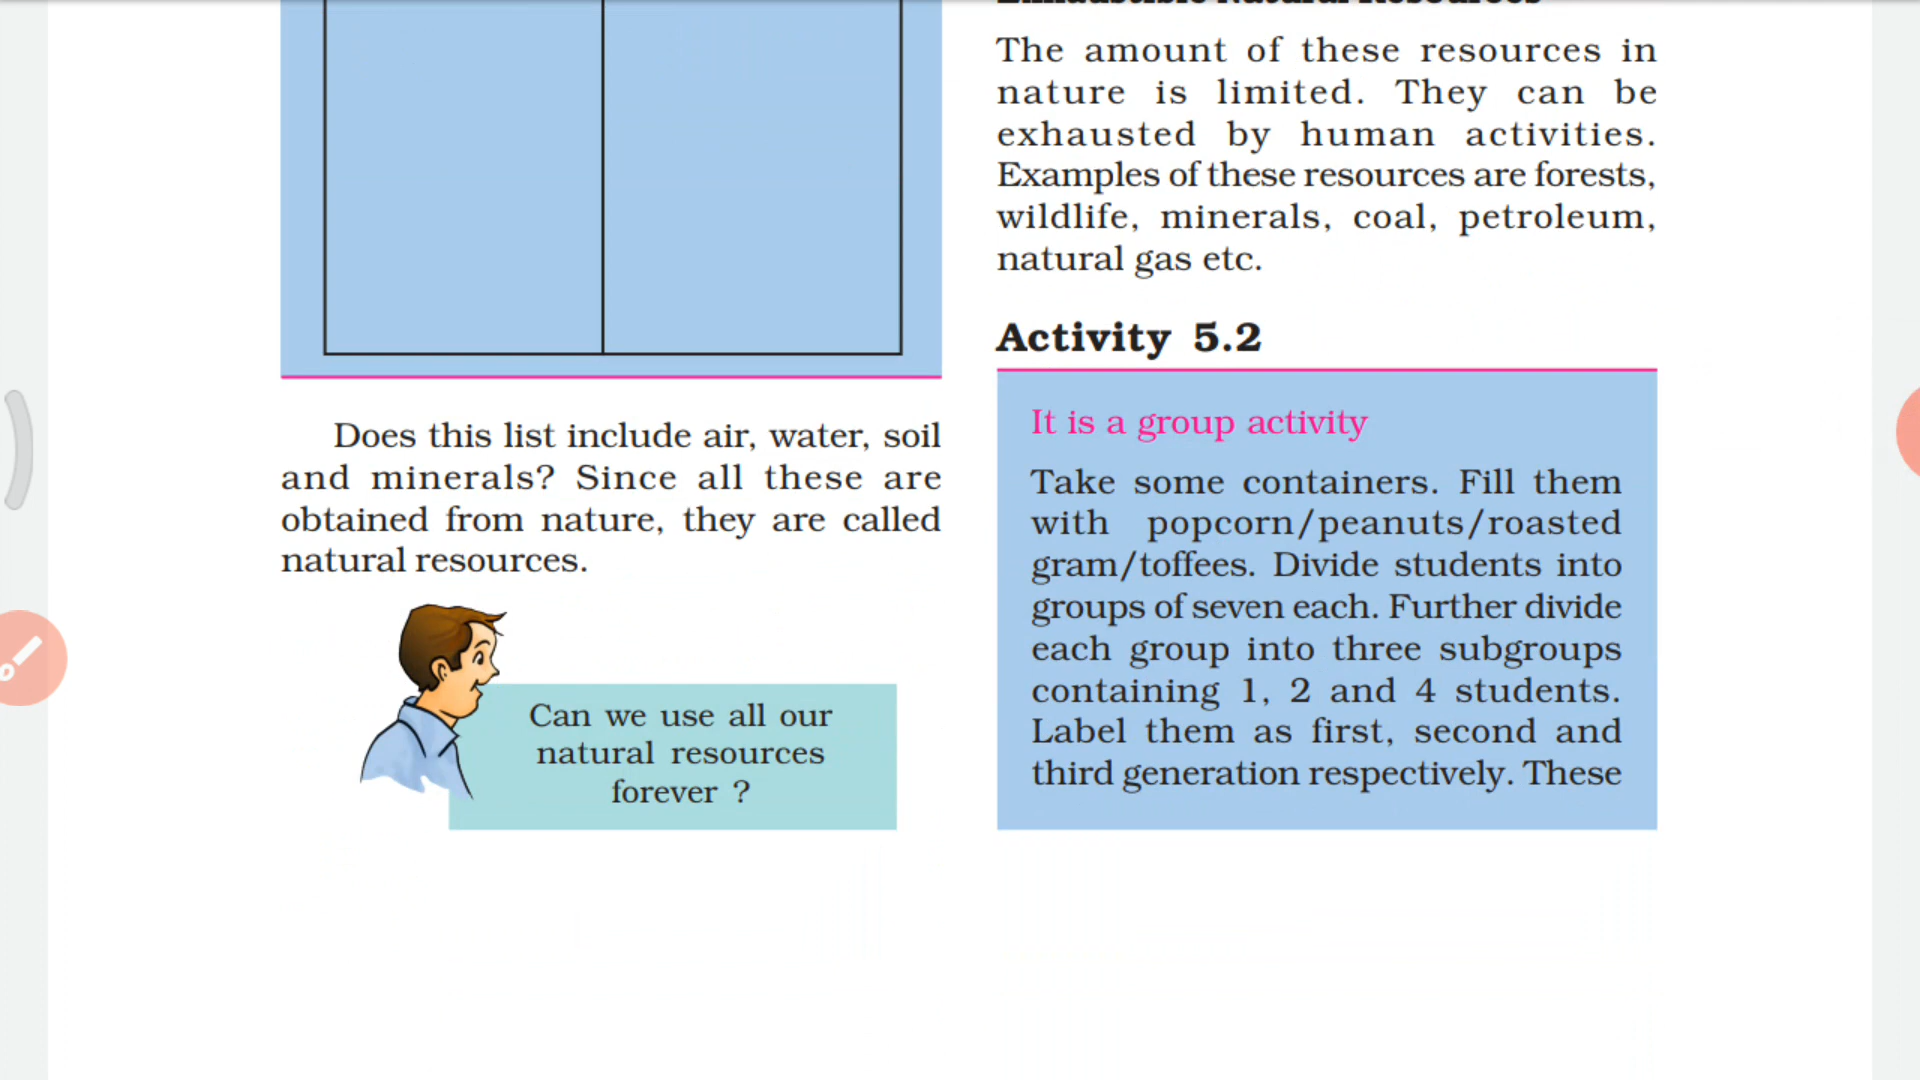 Does this list include air, water, soil
and minerals? Since all these are
obtained from nature, they are called
natural resources.
Can we use all our
natural resources
forever ?
Exhaustible Natural Resources
The amount of these resources in
nature is limited. They can be
exhausted by human activities.
Examples of these resources are forests,
wildlife, minerals, coal, petroleum,
natural gas etc.
Activity 5.2
It is a group activity
Take some containers. Fill them
with popcorn/peanuts/roasted
gram/toffees. Divide students into
groups of seven each. Further divide
each group into three subgroups
containing 1, 2 and 4 students.
Label them as first, second and
third generation respectively. These